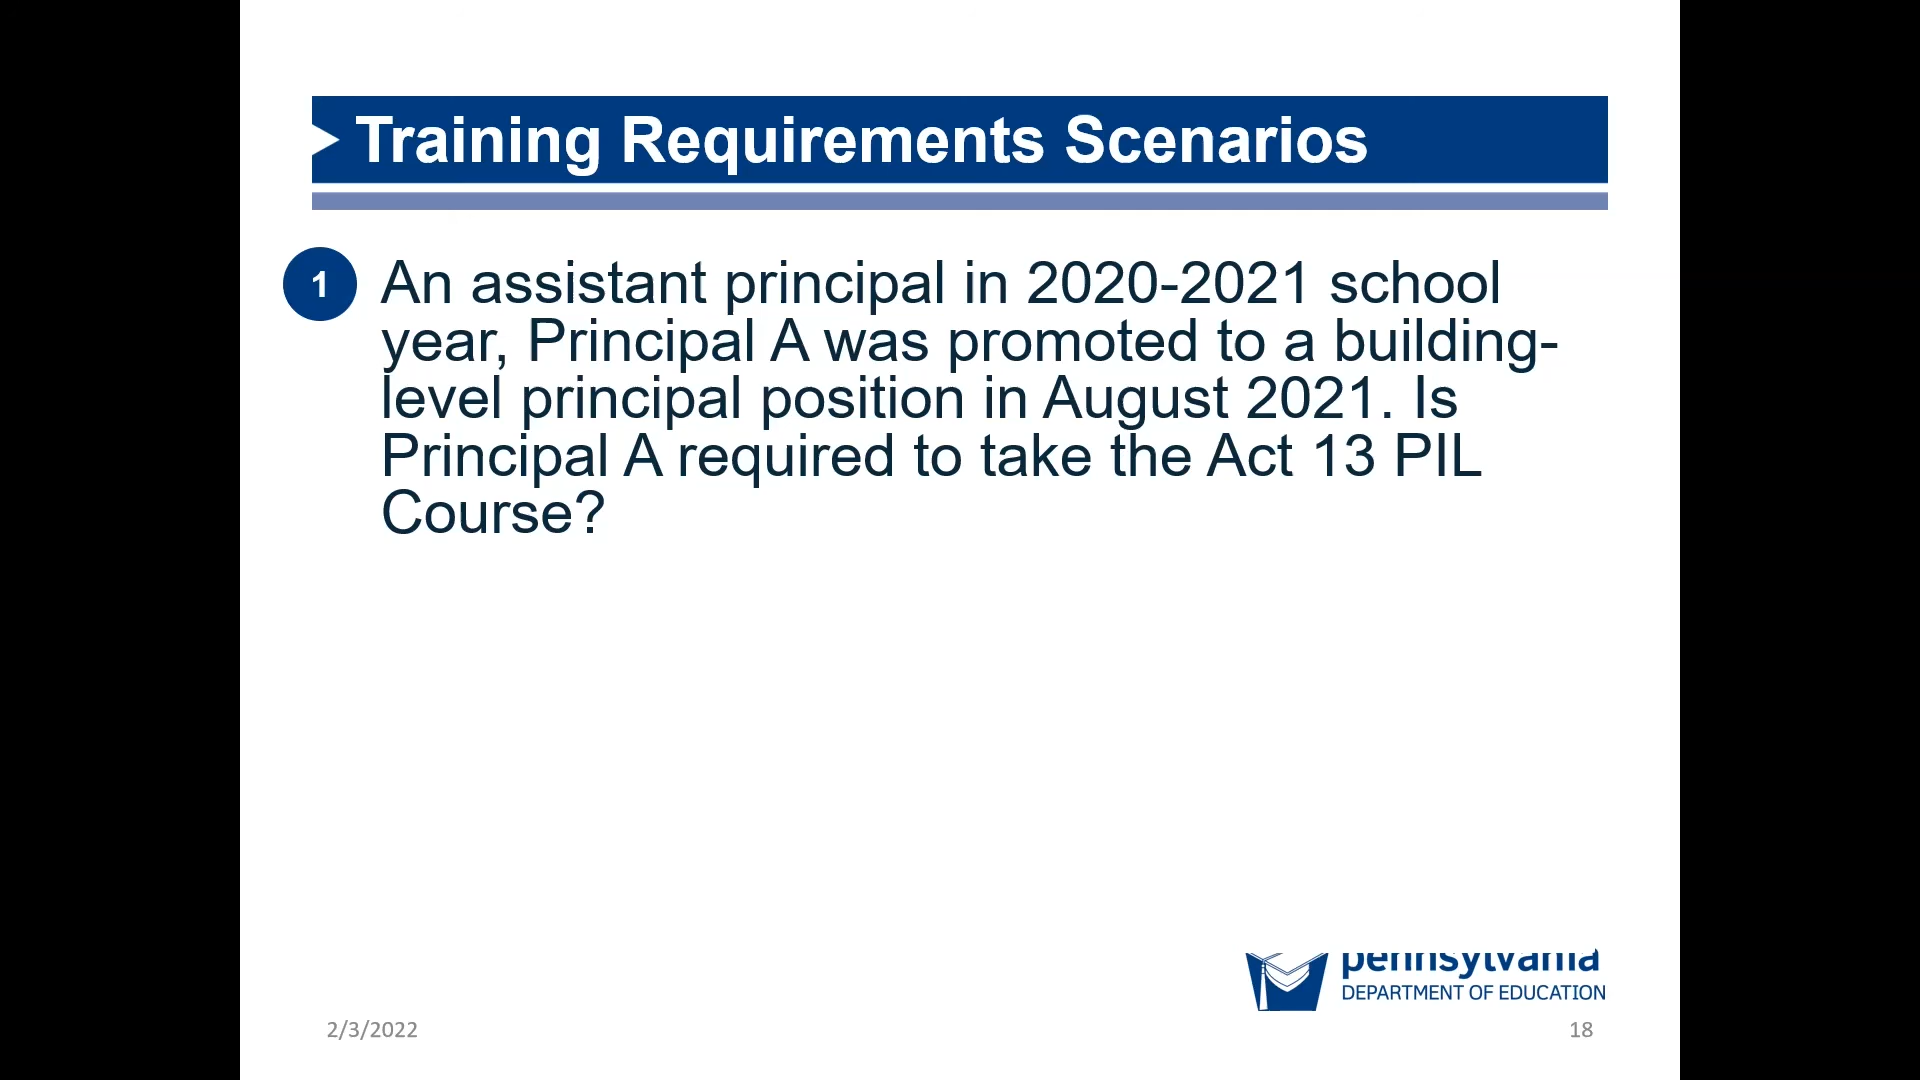 Training Requirements Scenarios
1
An assistant principal in 2020-2021 school
year, Principal A was promoted to a building-
level principal position in August 2021. Is
Principal A required to take the Act 13 PIL
Course?
pennsylvania
DEPARTMENT OF EDUCATION
2/3/2022
18